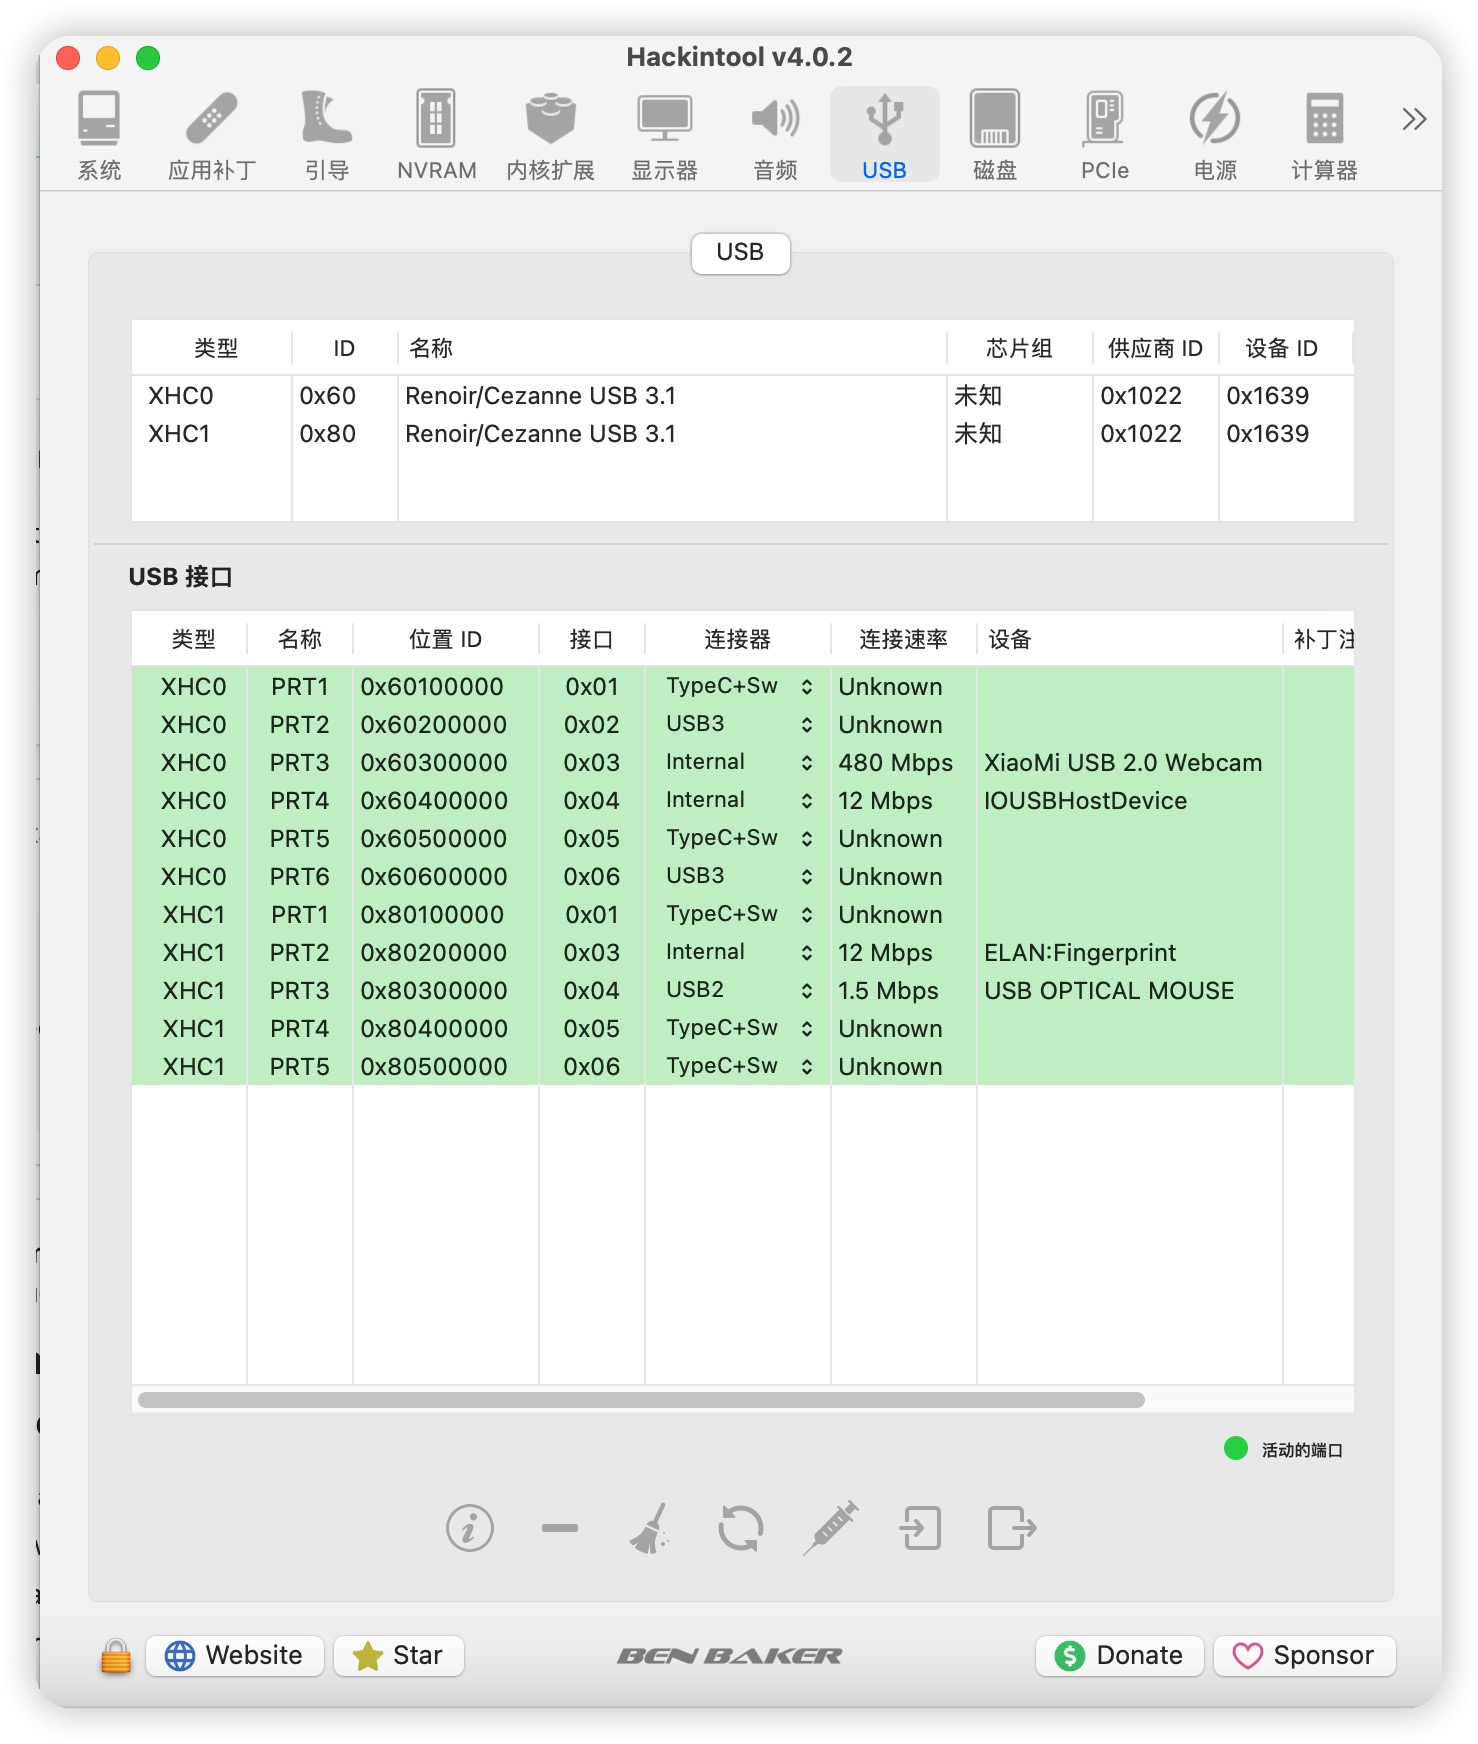 Hackintool v4.0.2
系统 应用补丁 引导 NVRAM 内核扩展 显示器 音频 USB 磁盘 PCIe 电源 计算器
USB
类型 ID 名称 芯片组 供应商 ID 设备 ID
XHC0 0x60 Renoir/Cezanne USB 3.1 未知 0x1022 0x1639
XHC1 0x80 Renoir/Cezanne USB 3.1 未知 0x1022 0x1639
USB 接口
类型 名称 位置 ID 接口 连接器 连接速率 设备 补丁注
XHC0 PRT1 0x60100000 0x01 TypeC+Sw Unknown
XHC0 PRT2 0x60200000 0x02 USB3 Unknown
XHC0 PRT3 0x60300000 0x03 Internal 480 Mbps XiaoMi USB 2.0 Webcam
XHC0 PRT4 0x60400000 0x04 Internal 12 Mbps IOUSBHostDevice
XHC0 PRT5 0x60500000 0x05 TypeC+Sw Unknown
XHC0 PRT6 0x60600000 0x06 USB3 Unknown
XHC1 PRT1 0x80100000 0x01 TypeC+Sw Unknown
XHC1 PRT2 0x80200000 0x03 Internal 12 Mbps ELAN:Fingerprint
XHC1 PRT3 0x80300000 0x04 USB2 1.5 Mbps USB OPTICAL MOUSE
XHC1 PRT4 0x80400000 0x05 TypeC+Sw Unknown
XHC1 PRT5 0x80500000 0x06 TypeC+Sw Unknown
活动的端口
Website Star BEN BAKER Donate Sponsor